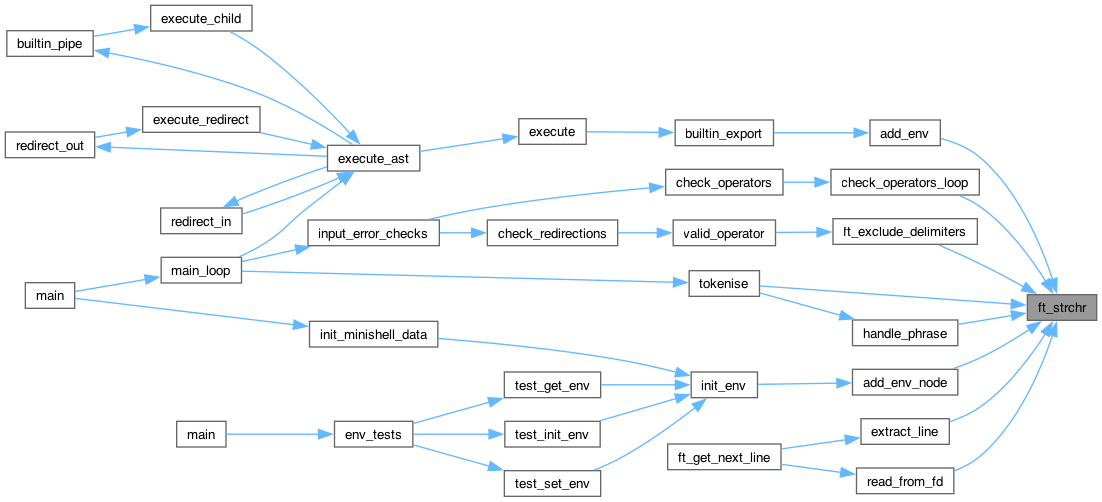 execute_child
builtin_pipe
execute_redirect
redirect_out
execute_ast
execute
builtin_export
add_env
check_operators
check_operators_loop
redirect_in
input_error_checks
check_redirections
valid_operator
ft_exclude_delimiters
main_loop
tokenise
main
ft_strchr
init_minishell_data
handle_phrase
test_get_env
init_env
add_env_node
main
env_tests
test_init_env
extract_line
ft_get_next_line
test_set_env
read_from_fd